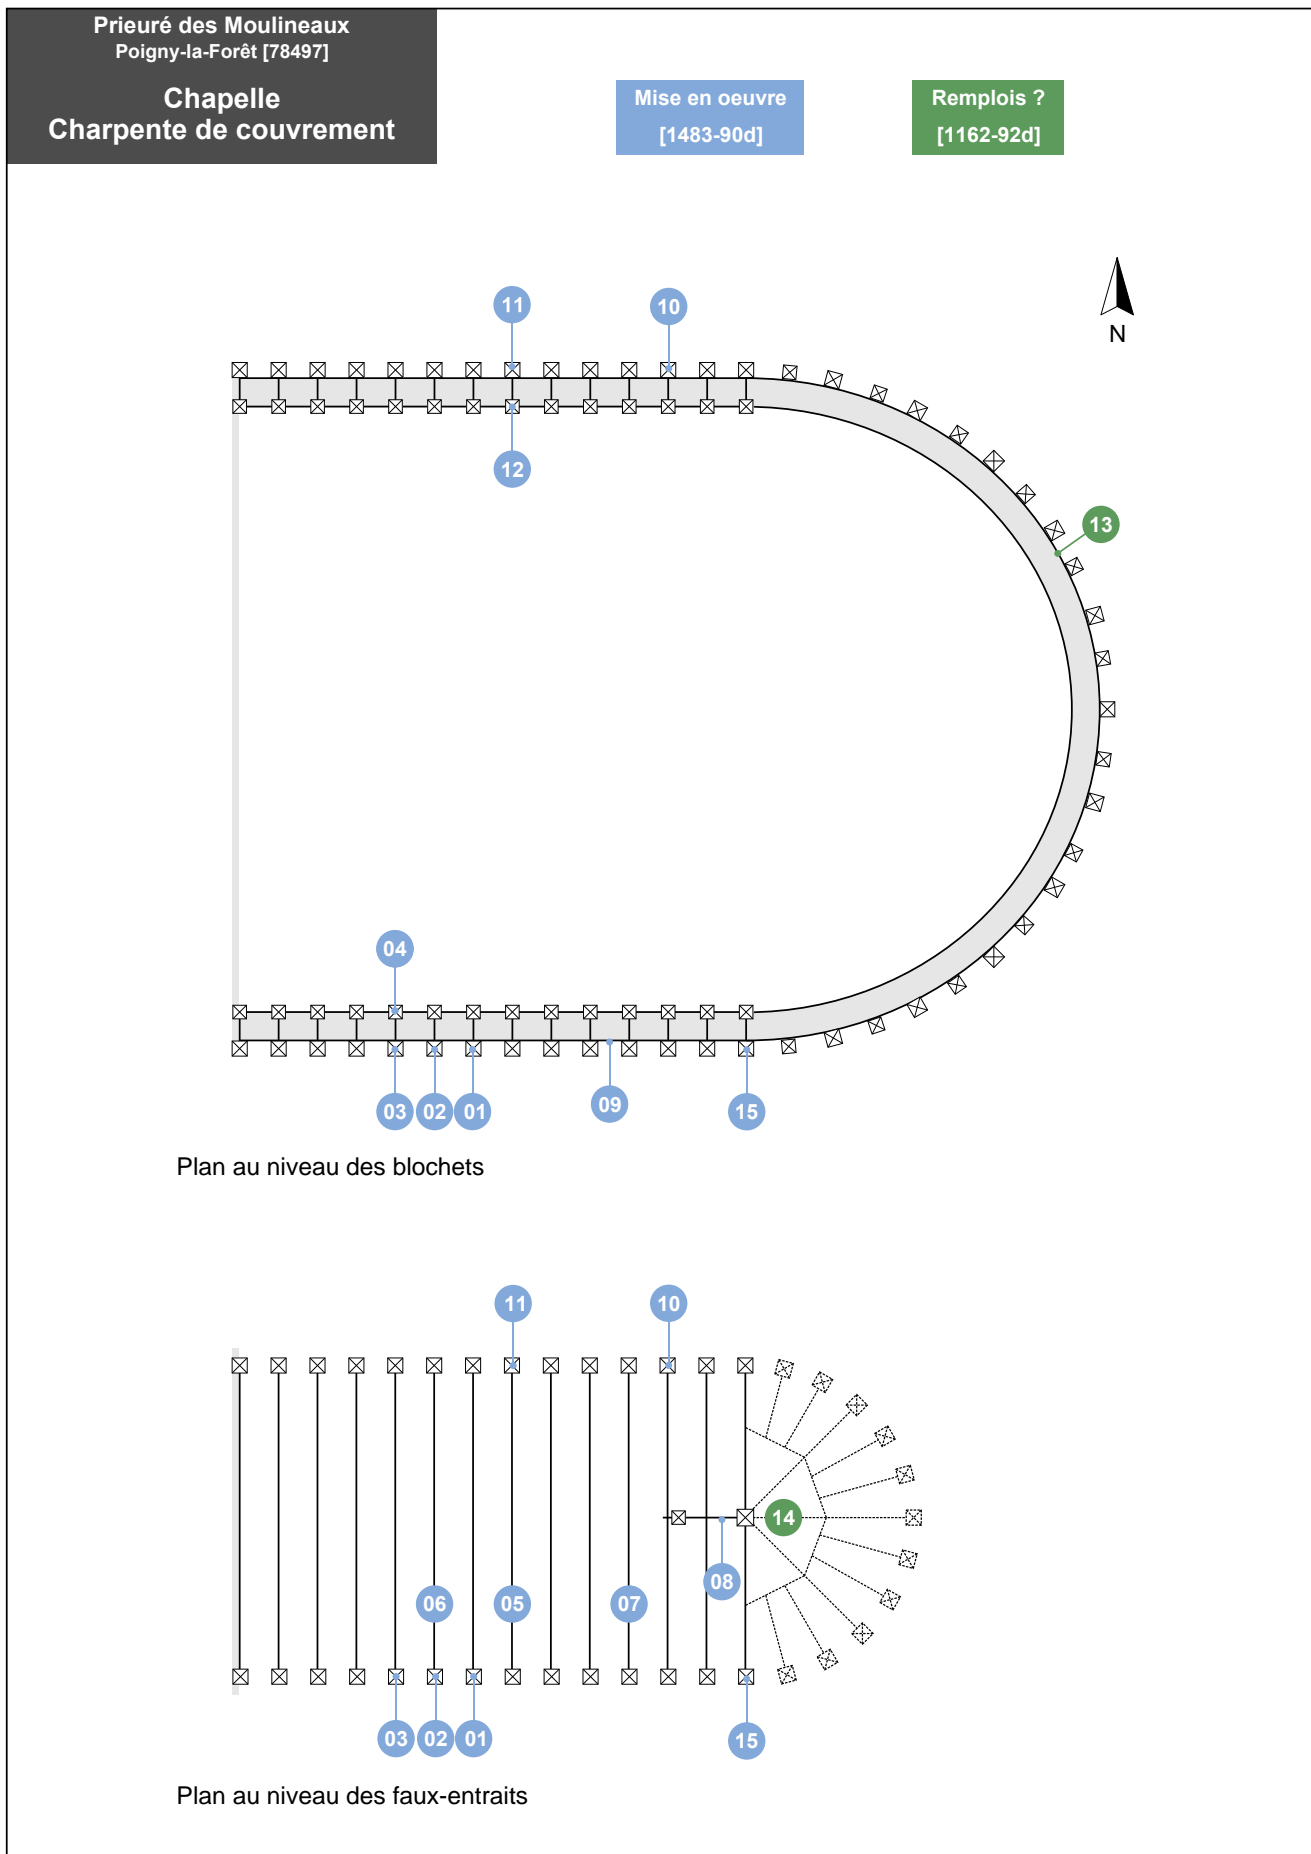 Prieuré des Moulineaux
Poigny-la-Forêt [78497]
Chapelle
Charpente de couvrement
Mise en oeuvre
[1483-90d]
Remplois ?
[1162-92d]
N
11
10
12
13
04
03
02
01
09
15
Plan au niveau des blochets
11
10
14
08
06
05
07
03
02
01
15
Plan au niveau des faux-entraits